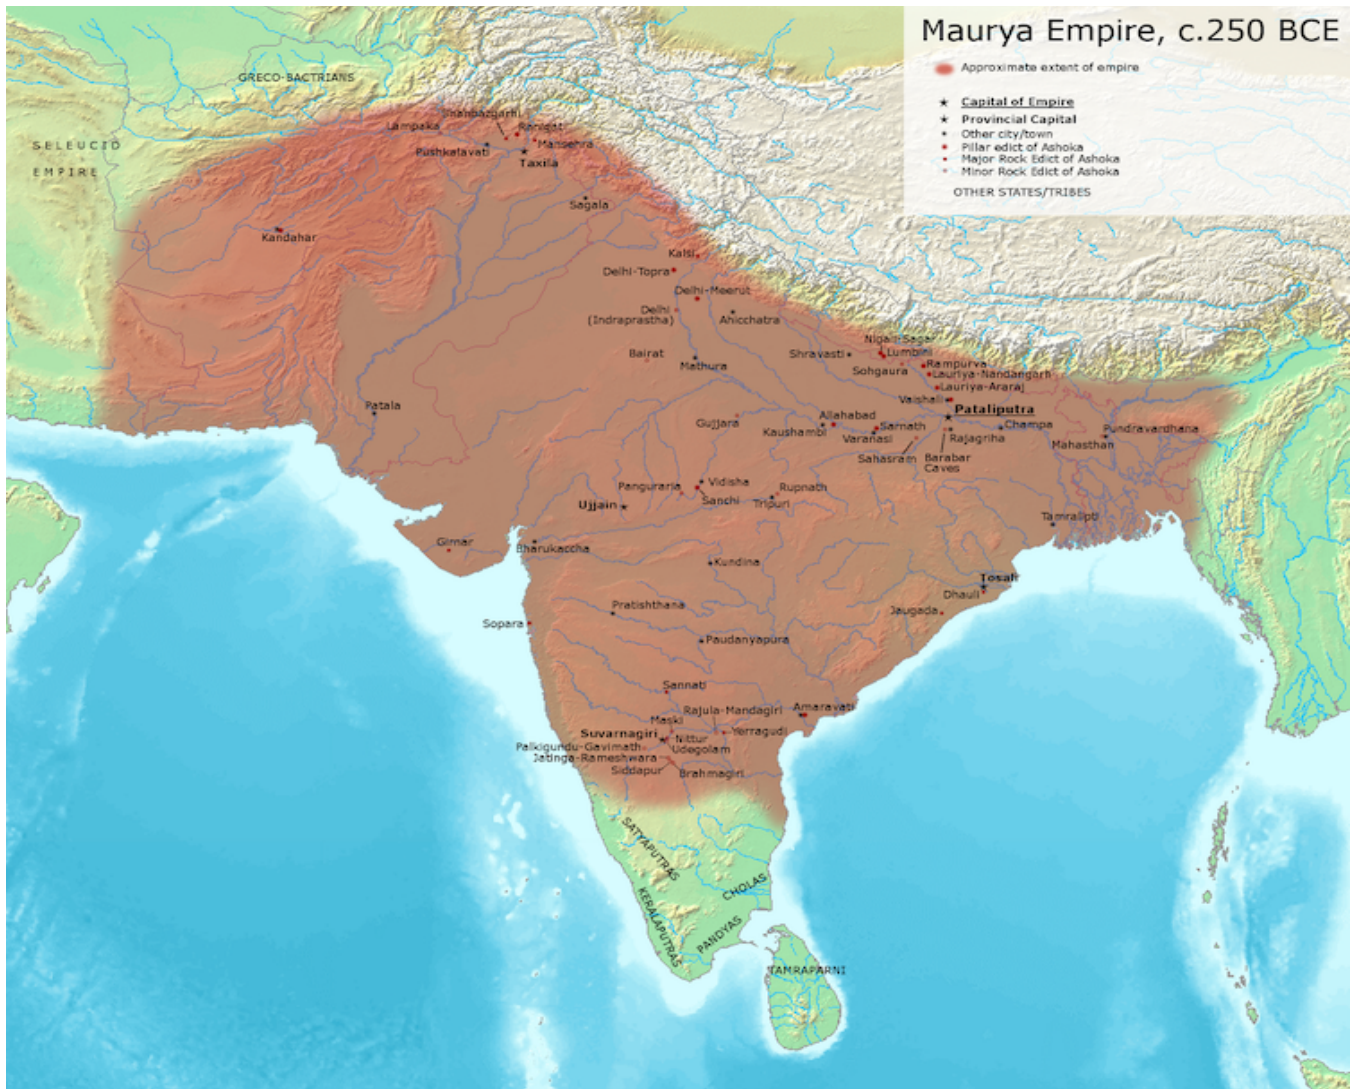 Maurya Empire, c.250 BCE
Approximate extent of empire
Capital of Empire
Provincial Capital
Other city/town
Pillar edict of Ashoka
Major Rock Edict of Ashoka
Minor Rock Edict of Ashoka
OTHER STATES/TRIBES
GRECO-BACTRIANS
SELEUCID
EMPIRE
Shahbazgarhi
Lampaka
Ranigat
Mansehra
Pushkalavati
Taxila
Sagala
Kandahar
Kalsi
Delhi-Topra
Delhi-Meerut
Delhi
(Indraprastha)
Ahicchatra
Bairat
Mathura
Shravasti
Nigali-Sagar
Lumbini
Sohgaura
Rampurva
Lauriya-Nandangarh
Lauriya-Araraj
Vaishali
Pataliputra
Patala
Gujjara
Allahabad
Kaushambi
Sarnath
Varanasi
Rajagriha
Champa
Pundravardhana
Mahasthan
Sahasram
Barabar
Caves
Panguraria
Vidisha
Rupnath
Sanchi
Tripuri
Ujjain
Tamralipti
Girnar
Bharukaccha
Kundina
Tosali
Dhauli
Pratishthana
Jaugada
Sopara
Paudanyapura
Sannati
Rajula-Mandagiri
Amaravati
Maski
Suvarnagiri
Nittur
Yerragudi
Palkigundu-Gavimath
Udegolam
Jatinga-Rameshwara
Siddapur
Brahmagiri
SATYAPUTRAS
CHOLAS
KERALAPUTRAS
PANDYAS
TAMRAPARNI